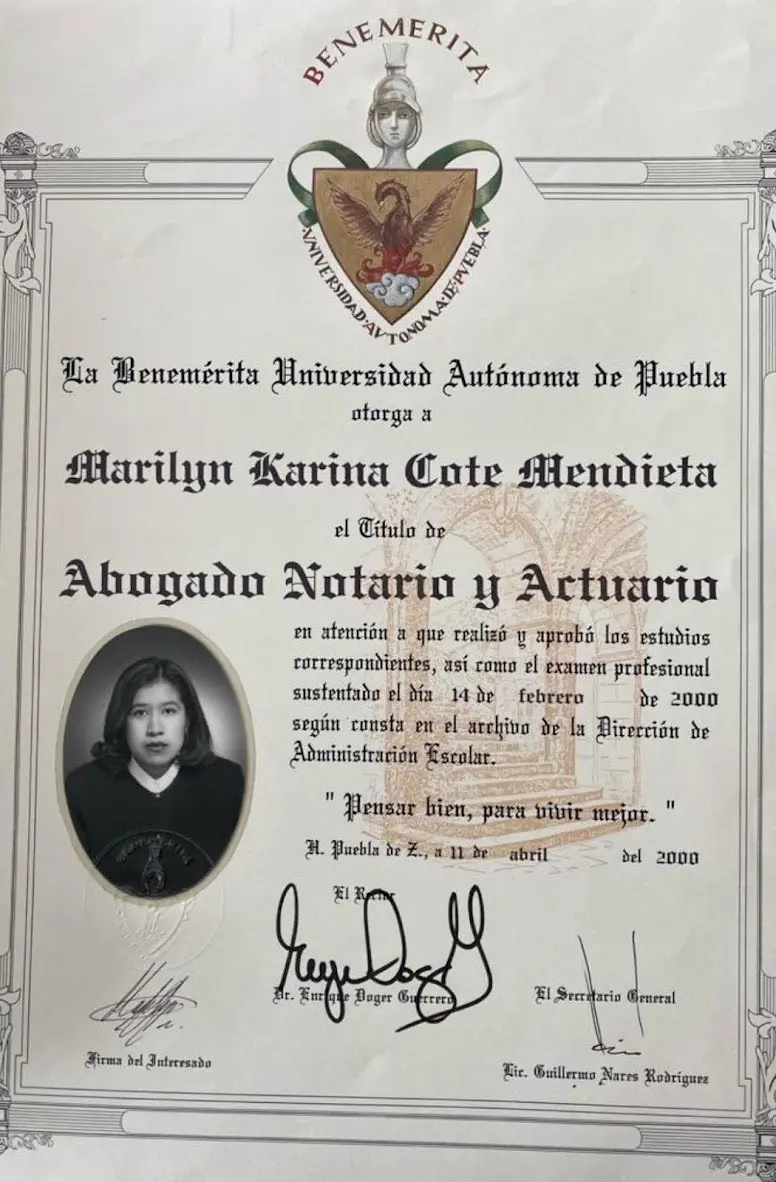 BENEMERITA
VNIVERSIDAD·AVTONOMA·DE·PVEBLA·
La Benemérita Universidad Autónoma de Puebla
otorga a
Marilyn Karina Cote Mendieta
el Título de
Abogado Notario y Actuario
en atención a que realizó y aprobó los estudios
correspondientes, así como el examen profesional
sustentado el día 14 de febrero de 2000
según consta en el archivo de la Dirección de
Administración Escolar.
" Pensar bien, para vivir mejor. "
H. Puebla de Z., a 11 de abril del 2000
El Rector
Dr. Enrique Doger Guerrero
El Secretario General
Firma del Interesado
Lic. Guillermo Nares Rodríguez